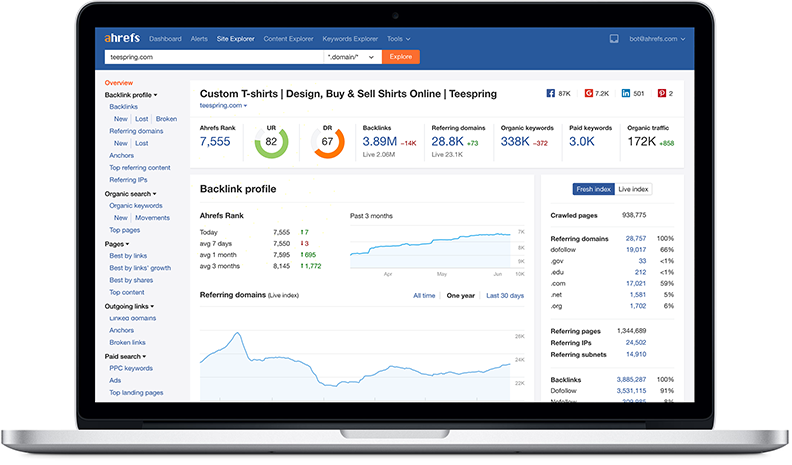 ahrefs Dashboard Alerts Site Explorer Content Explorer Keywords Explorer Tools bot@ahrefs.com
teespring.com *.domain/* Explore
Overview
Backlink profile
Backlinks
New Lost Broken
Referring domains
New Lost
Anchors
Top referring content
Referring IPs
Organic search
Organic keywords
New Movements
Top pages
Pages
Best by links
Best by links' growth
Best by shares
Top content
Outgoing links
Linked domains
Anchors
Broken links
Paid search
PPC keywords
Ads
Top landing pages
Custom T-shirts | Design, Buy & Sell Shirts Online | Teespring
87K 7.2K 501 2
teespring.com
Ahrefs Rank UR DR Backlinks Referring domains Organic keywords Paid keywords Organic traffic
7,555 82 67 3.89M -14K 28.8K +73 338K -372 3.0K 172K +858
Live 2.06M Live 23.1K
Backlink profile
Ahrefs Rank
Today 7,555 7
avg 7 days 7,550 3
avg 1 month 7,595 695
avg 3 months 8,145 1,772
Past 3 months
7K
8K
9K
10K
Apr May Jun
Referring domains (Live index) All time One year Last 30 days
26K
24K
22K
Fresh index Live index
Crawled pages 938,775
Referring domains 28,757 100%
dofollow 19,017 66%
.gov 33 <1%
.edu 212 <1%
.com 17,021 59%
.net 1,581 5%
.org 1,702 6%
Referring pages 1,344,689
Referring IPs 24,502
Referring subnets 14,910
Backlinks 3,885,287 100%
Dofollow 3,531,115 91%
Nofollow 309,985 8%